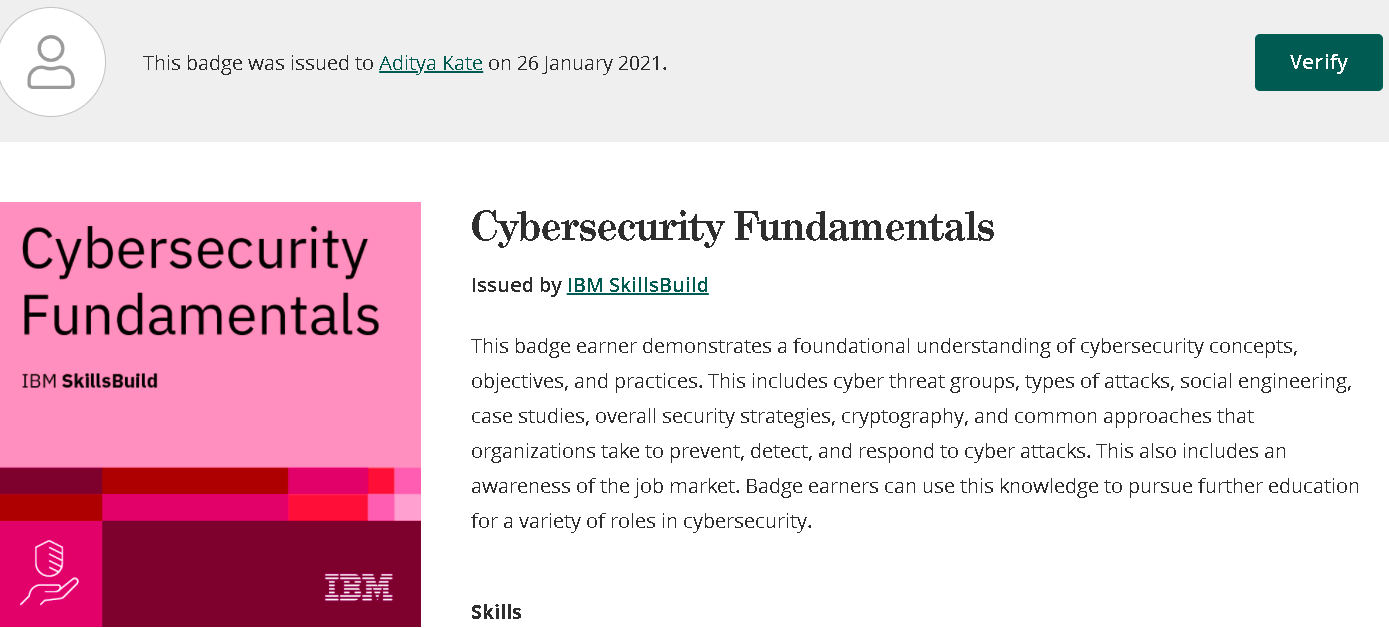 This badge was issued to Aditya Kate on 26 January 2021.
Verify
Cybersecurity
Fundamentals
IBM SkillsBuild
IBM
Cybersecurity Fundamentals
Issued by IBM SkillsBuild
This badge earner demonstrates a foundational understanding of cybersecurity concepts,
objectives, and practices. This includes cyber threat groups, types of attacks, social engineering,
case studies, overall security strategies, cryptography, and common approaches that
organizations take to prevent, detect, and respond to cyber attacks. This also includes an
awareness of the job market. Badge earners can use this knowledge to pursue further education
for a variety of roles in cybersecurity.
Skills